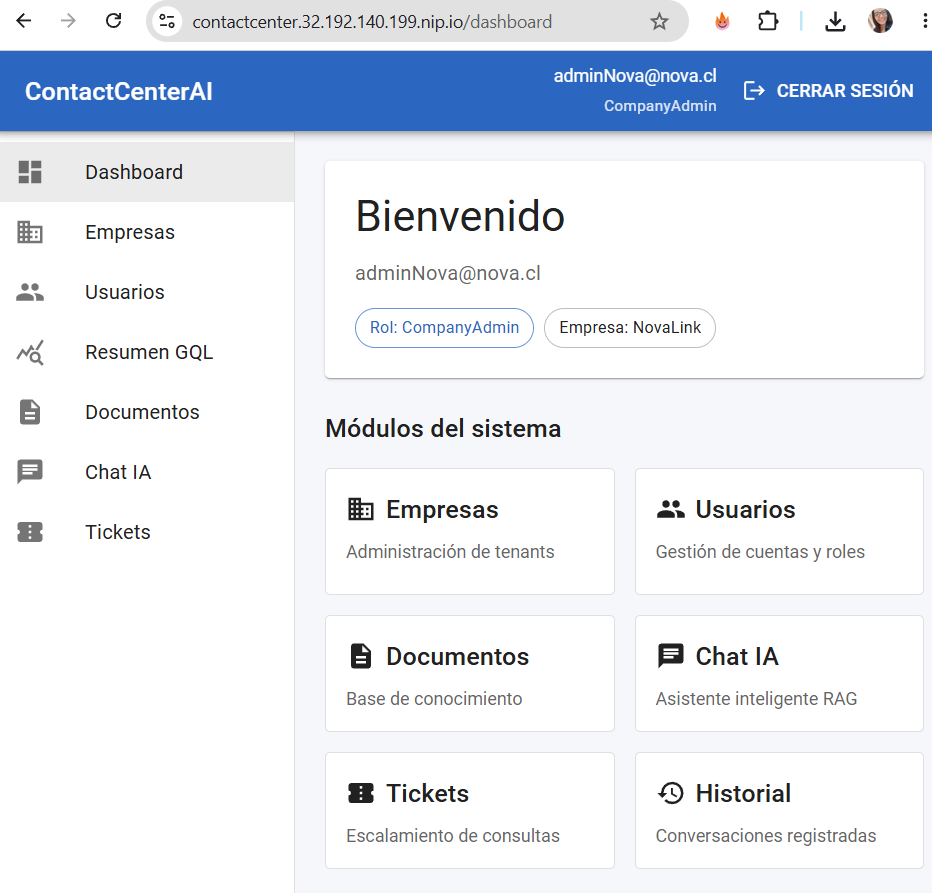 contactcenter.32.192.140.199.nip.io/dashboard
ContactCenterAI
adminNova@nova.cl
CompanyAdmin
CERRAR SESIÓN
Dashboard
Empresas
Usuarios
Resumen GQL
Documentos
Chat IA
Tickets
Bienvenido
adminNova@nova.cl
Rol: CompanyAdmin
Empresa: NovaLink
Módulos del sistema
Empresas
Administración de tenants
Usuarios
Gestión de cuentas y roles
Documentos
Base de conocimiento
Chat IA
Asistente inteligente RAG
Tickets
Escalamiento de consultas
Historial
Conversaciones registradas